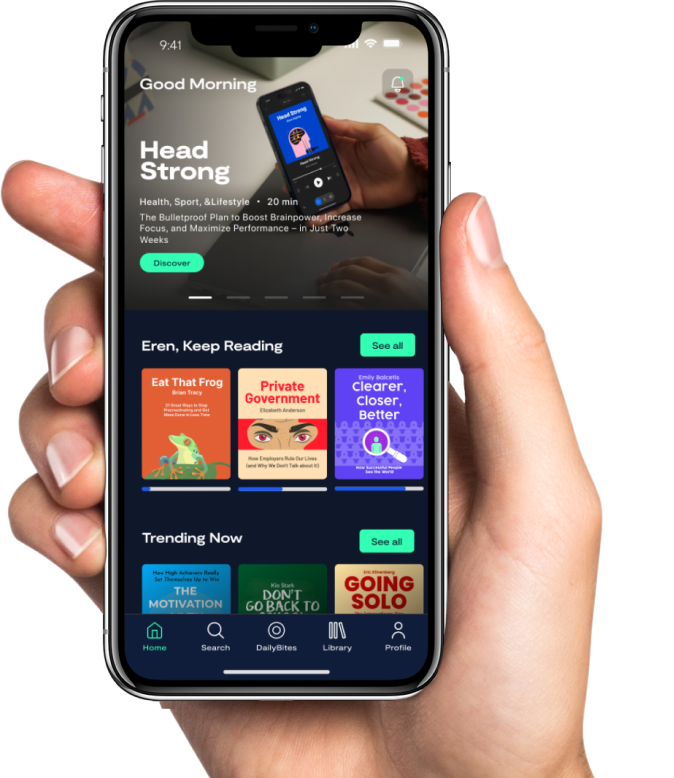 9:41
Good Morning
Head Strong
Head
Strong
Head Strong
Health, Sport, &Lifestyle • 20 min
The Bulletproof Plan to Boost Brainpower, Increase
Focus, and Maximize Performance – in Just Two
Weeks
Discover
Eren, Keep Reading
See all
Eat That Frog
Brian Tracy
21 Great Ways to Stop
Procrastinating and Get
More Done in Less Time
Private
Government
Elizabeth Anderson
How Employers Rule Our Lives
(and Why We Don't Talk about It)
Emily Balcetis
Clearer,
Closer,
Better
How Successful People
See the World
Trending Now
See all
How High Achievers Really
Set Themselves Up to Win
THE
MOTIVATION
Kio Stark
DON'T
GO BACK TO
Eric Klinenberg
GOING
SOLO
Home
Search
DailyBites
Library
Profile